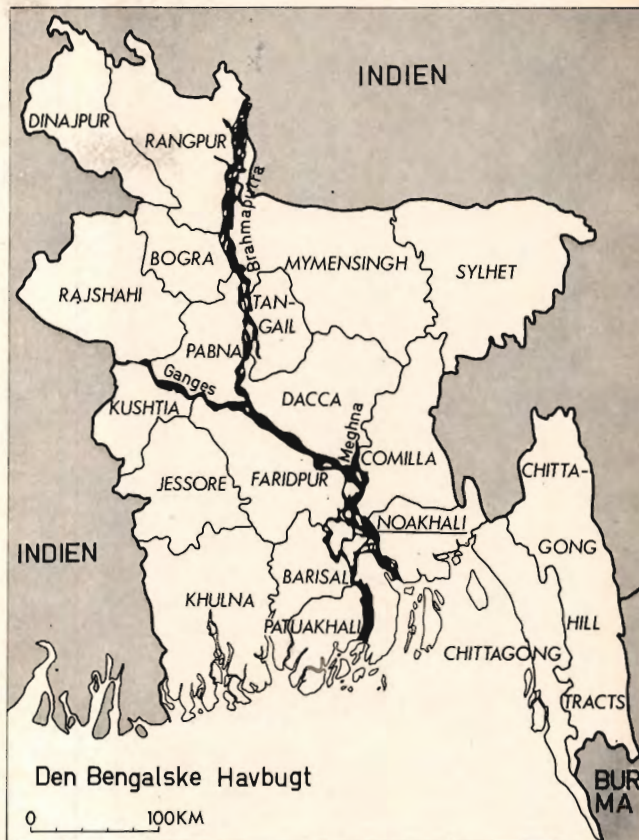 INDIEN
DINAJPUR
RANGPUR
Brahmaputra
BOGRA
MYMENSINGH
SYLHET
RAJSHAHI
TAN-
GAIL
PABNA
Ganges
DACCA
KUSHTIA
Meghna
COMILLA
CHITTA-
JESSORE
FARIDPUR
NOAKHALI
GONG
INDIEN
BARISAL
KHULNA
HILL
PATUAKHALI
CHITTAGONG
TRACTS
Den Bengalske Havbugt
BUR
MA
0 100KM